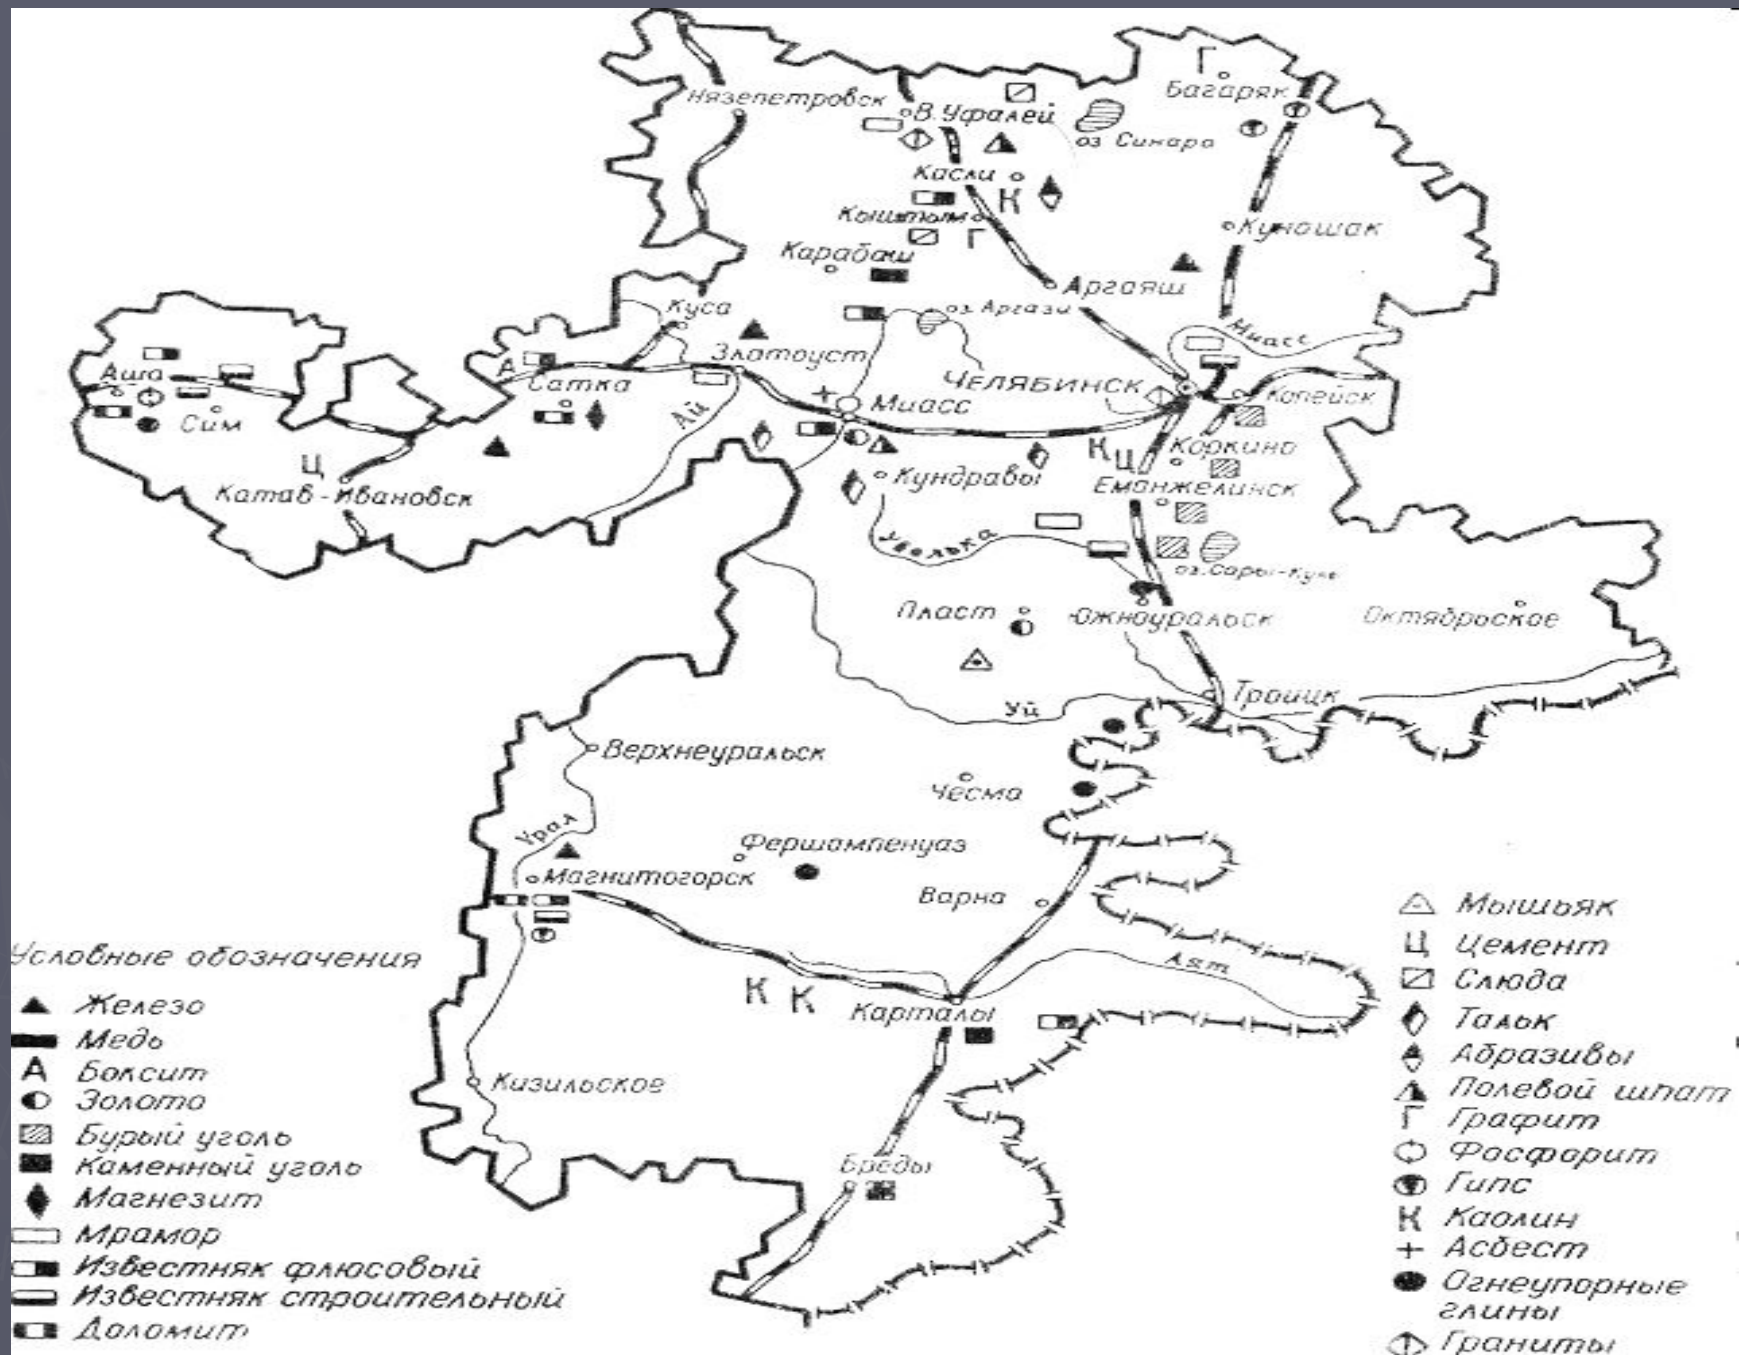 Г
Багаряк
Нязепетровск
В. Уфалей
оз. Синара
Касли
К
Кыштым
Г
Кунашак
Карабаш
Аргаяш
Куса
оз. Аргази
Миасс
Златоуст
А
Аша
Сатка
ЧЕЛЯБИНСК
Копейск
Миасс
Ай
Сим
К
Ц
Коркино
Ц
Кундравы
Еманжелинск
Катав-Ивановск
Увелька
оз. Сары-Куль
Пласт
Южноуральск
Октябрьское
Троицк
Уй
Верхнеуральск
Чесма
Урал
Фершампенуаз
Магнитогорск
Варна
Аят
К К
Карталы
Кизильское
Бреды
Условные обозначения
Железо
Медь
А Боксит
Золото
Бурый уголь
Каменный уголь
Магнезит
Мрамор
Известняк флюсовый
Известняк строительный
Доломит
Мышьяк
Ц Цемент
Слюда
Тальк
Абразивы
Полевой шпат
Г Графит
Фосфорит
Гипс
К Каолин
+ Асбест
Огнеупорные
глины
Граниты